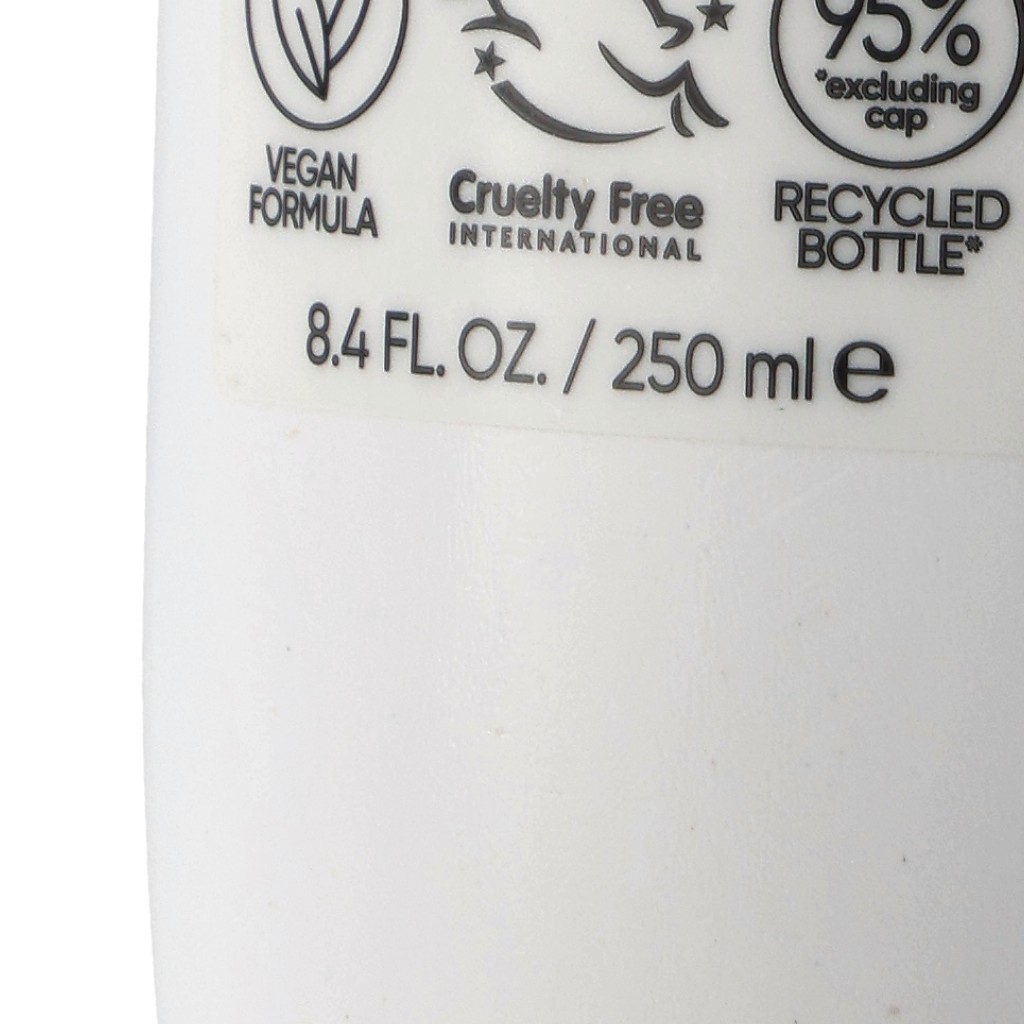 95%
*excluding
cap
VEGAN
FORMULA
Cruelty Free
INTERNATIONAL
RECYCLED
BOTTLE*
8.4 FL. OZ. / 250 ml e